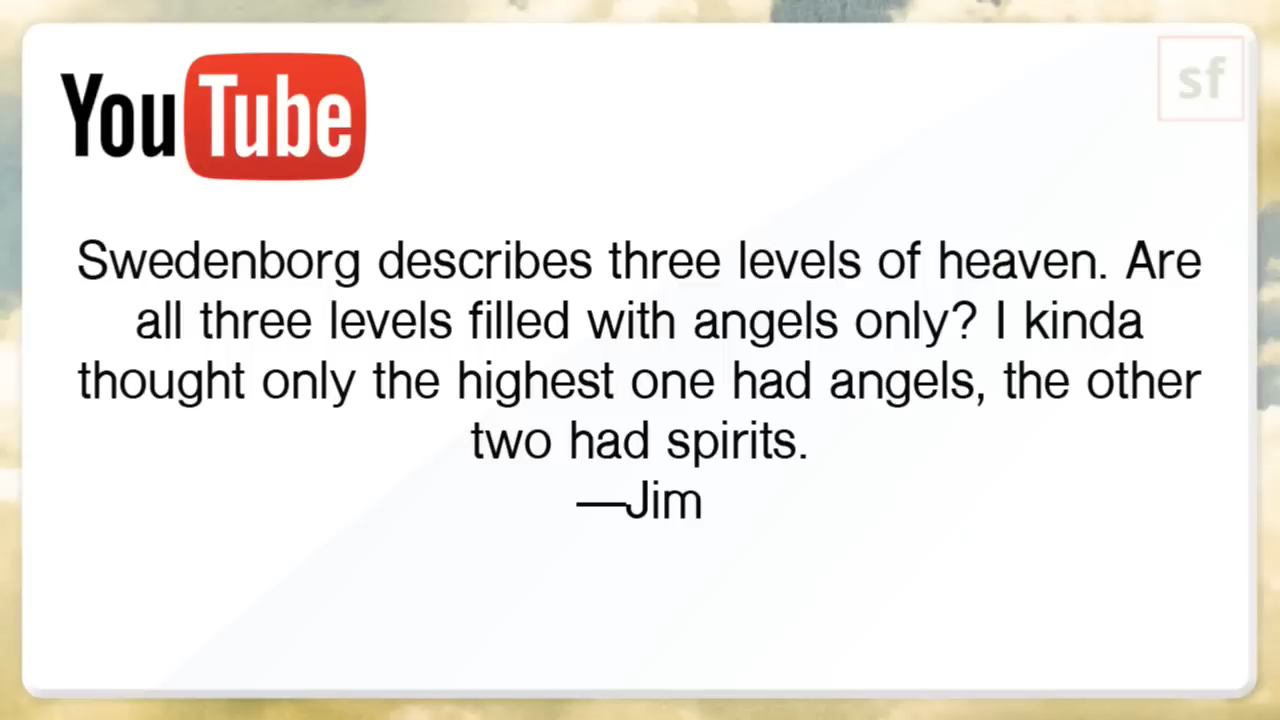 YouTube
sf
Swedenborg describes three levels of heaven. Are
all three levels filled with angels only? I kinda
thought only the highest one had angels, the other
two had spirits.
—Jim